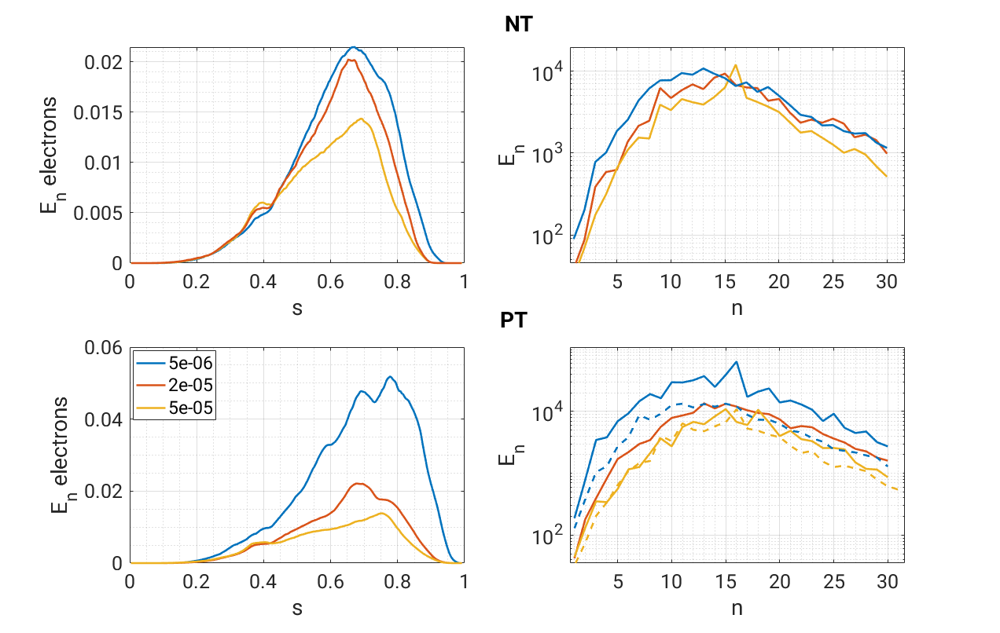 NT
E_n electrons
0.02
0.015
0.01
0.005
0
0 0.2 0.4 0.6 0.8 1
s
E_n
10^4
10^3
10^2
5 10 15 20 25 30
n
PT
E_n electrons
0.06
0.04
0.02
0
5e-06
2e-05
5e-05
0 0.2 0.4 0.6 0.8 1
s
E_n
10^4
10^2
5 10 15 20 25 30
n